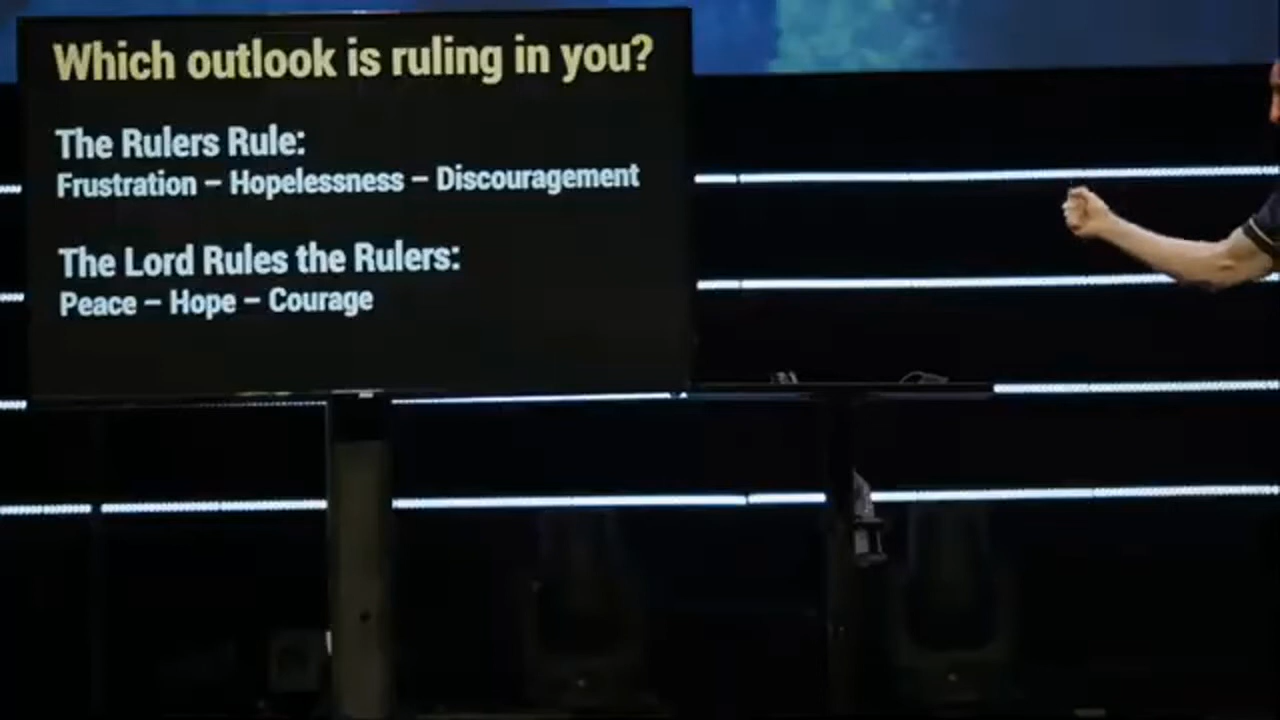 Which outlook is ruling in you?
The Rulers Rule:
Frustration – Hopelessness – Discouragement
The Lord Rules the Rulers:
Peace – Hope – Courage